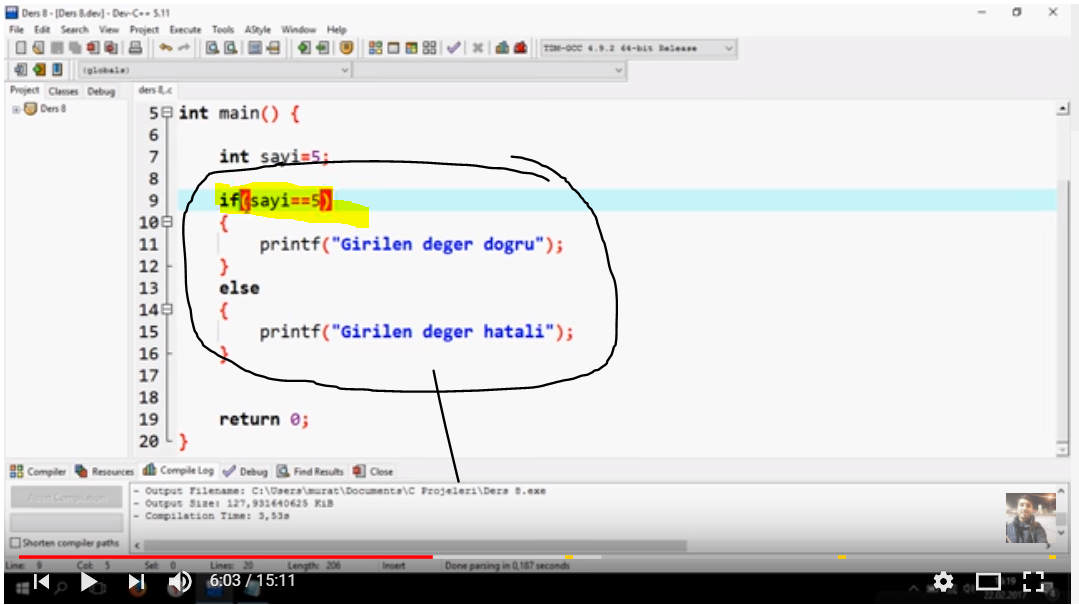 Ders 8 - [Ders 8.dev] - Dev-C++ 5.11
File Edit Search View Project Execute Tools AStyle Window Help
TDM-GCC 4.9.2 64-bit Release
(globals)
Project Classes Debug
ders 8.c
Ders 8
5 int main() {
6
7 int sayi=5;
8
9 if(sayi==5)
10 {
11 printf("Girilen deger dogru");
12 }
13 else
14 {
15 printf("Girilen deger hatali");
16 }
17
18
19 return 0;
20 }
Compiler Resources Compile Log Debug Find Results Close
Abort Compilation
- Output Filename: C:\Users\murat\Documents\C Projeleri\Ders 8.exe
- Output Size: 127,931640625 KiB
- Compilation Time: 3,53s
Shorten compiler paths
Line: 9 Col: 5 Sel: 0 Lines: 20 Length: 206 Insert Done parsing in 0,187 seconds
6:03 / 15:11